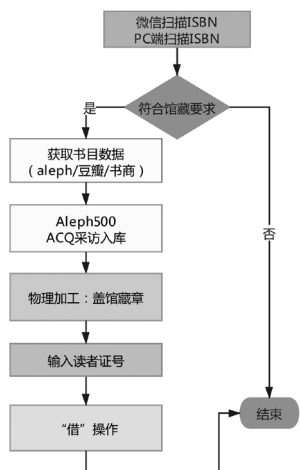 微信扫描ISBN
PC端扫描ISBN
符合馆藏要求
是
否
获取书目数据
（aleph/豆瓣/书商）
Aleph500
ACQ采访入库
物理加工：盖馆藏章
输入读者证号
“借”操作
结束